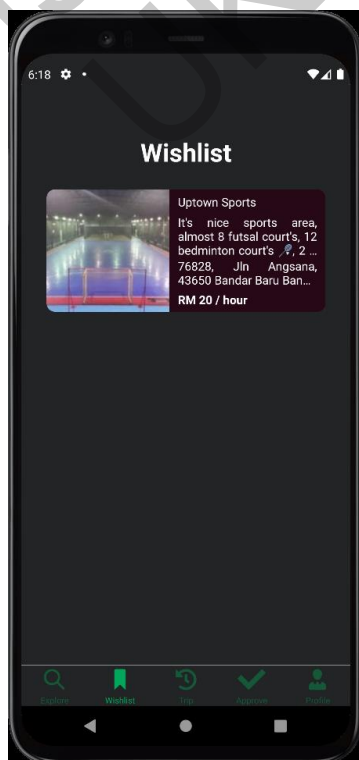 6:18
Wishlist
Uptown Sports
It's nice sports area,
almost 8 futsal court's, 12
bedminton court's 🏸, 2 ...
76828, Jln Angsana,
43650 Bandar Baru Ban...
RM 20 / hour
Explore Wishlist Trip Approve Profile